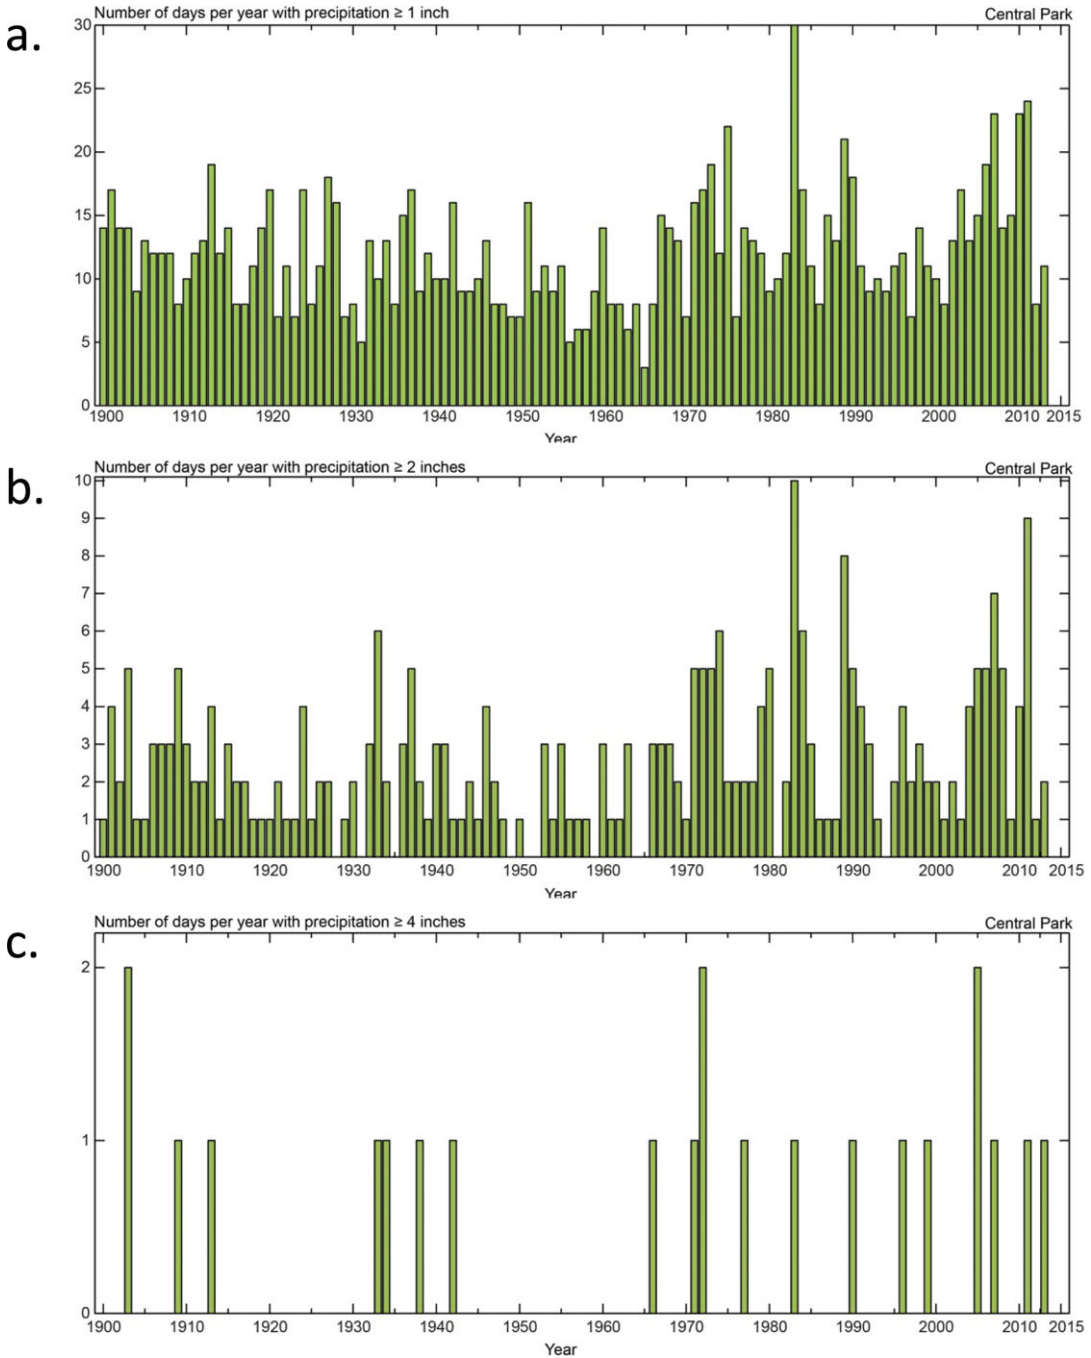 a.
Number of days per year with precipitation ≥ 1 inch Central Park
30
25
20
15
10
5
0
1900 1910 1920 1930 1940 1950 1960 1970 1980 1990 2000 2010 2015
Year
b.
Number of days per year with precipitation ≥ 2 inches Central Park
10
9
8
7
6
5
4
3
2
1
0
1900 1910 1920 1930 1940 1950 1960 1970 1980 1990 2000 2010 2015
Year
c.
Number of days per year with precipitation ≥ 4 inches Central Park
2
1
0
1900 1910 1920 1930 1940 1950 1960 1970 1980 1990 2000 2010 2015
Year